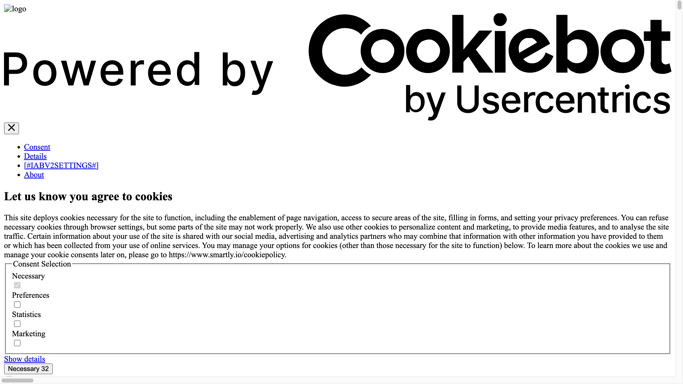 logo
Powered by Cookiebot
by Usercentrics
Consent
Details
[#IABV2SETTINGS#]
About
Let us know you agree to cookies
This site deploys cookies necessary for the site to function, including the enablement of page navigation, access to secure areas of the site, filling in forms, and setting your privacy preferences. You can refuse
necessary cookies through browser settings, but some parts of the site may not work properly. We also use other cookies to personalize content and marketing, to provide media features, and to analyse the site
traffic. Certain information about your use of the site is shared with our social media, advertising and analytics partners who may combine that information with other information you have provided to them
or which has been collected from your use of online services. You may manage your options for cookies (other than those necessary for the site to function) below. To learn more about the cookies we use and
manage your cookie consents later on, please go to https://www.smartly.io/cookiepolicy.
Consent Selection
Necessary
Preferences
Statistics
Marketing
Show details
Necessary 32